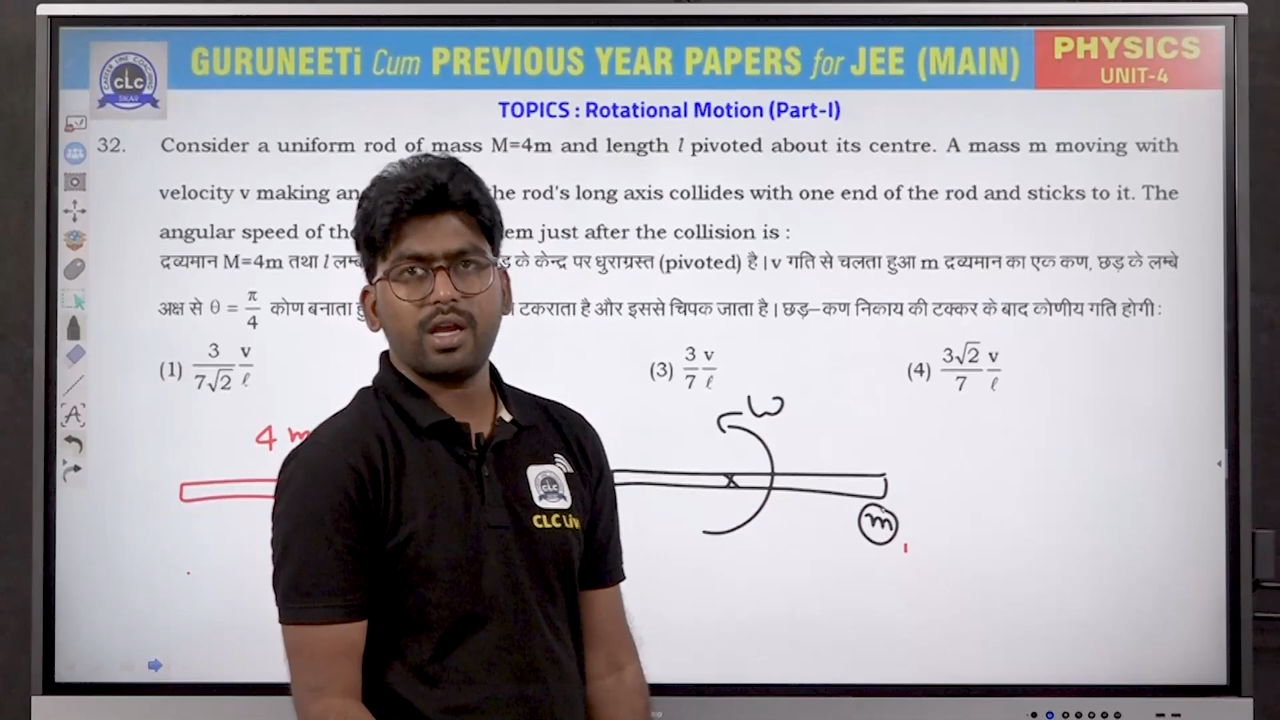 GURUNEETi Cum PREVIOUS YEAR PAPERS for JEE (MAIN)
PHYSICS
UNIT-4
CLC
SIKAR
TOPICS : Rotational Motion (Part-I)
32. Consider a uniform rod of mass M=4m and length l pivoted about its centre. A mass m moving with
velocity v making an the rod's long axis collides with one end of the rod and sticks to it. The
angular speed of the em just after the collision is :
द्रव्यमान M=4m तथा l लम्ब के केन्द्र पर धुराग्रस्त (pivoted) है। v गति से चलता हुआ m द्रव्यमान का एक कण, छड़ के लम्बे
अक्ष से θ = π/4 कोण बनाता टकराता है और इससे चिपक जाता है। छड़–कण निकाय की टक्कर के बाद कोणीय गति होगी:
(1) 3/7√2 v/ℓ (3) 3/7 v/ℓ (4) 3√2/7 v/ℓ
ω
4 m
m
CLC